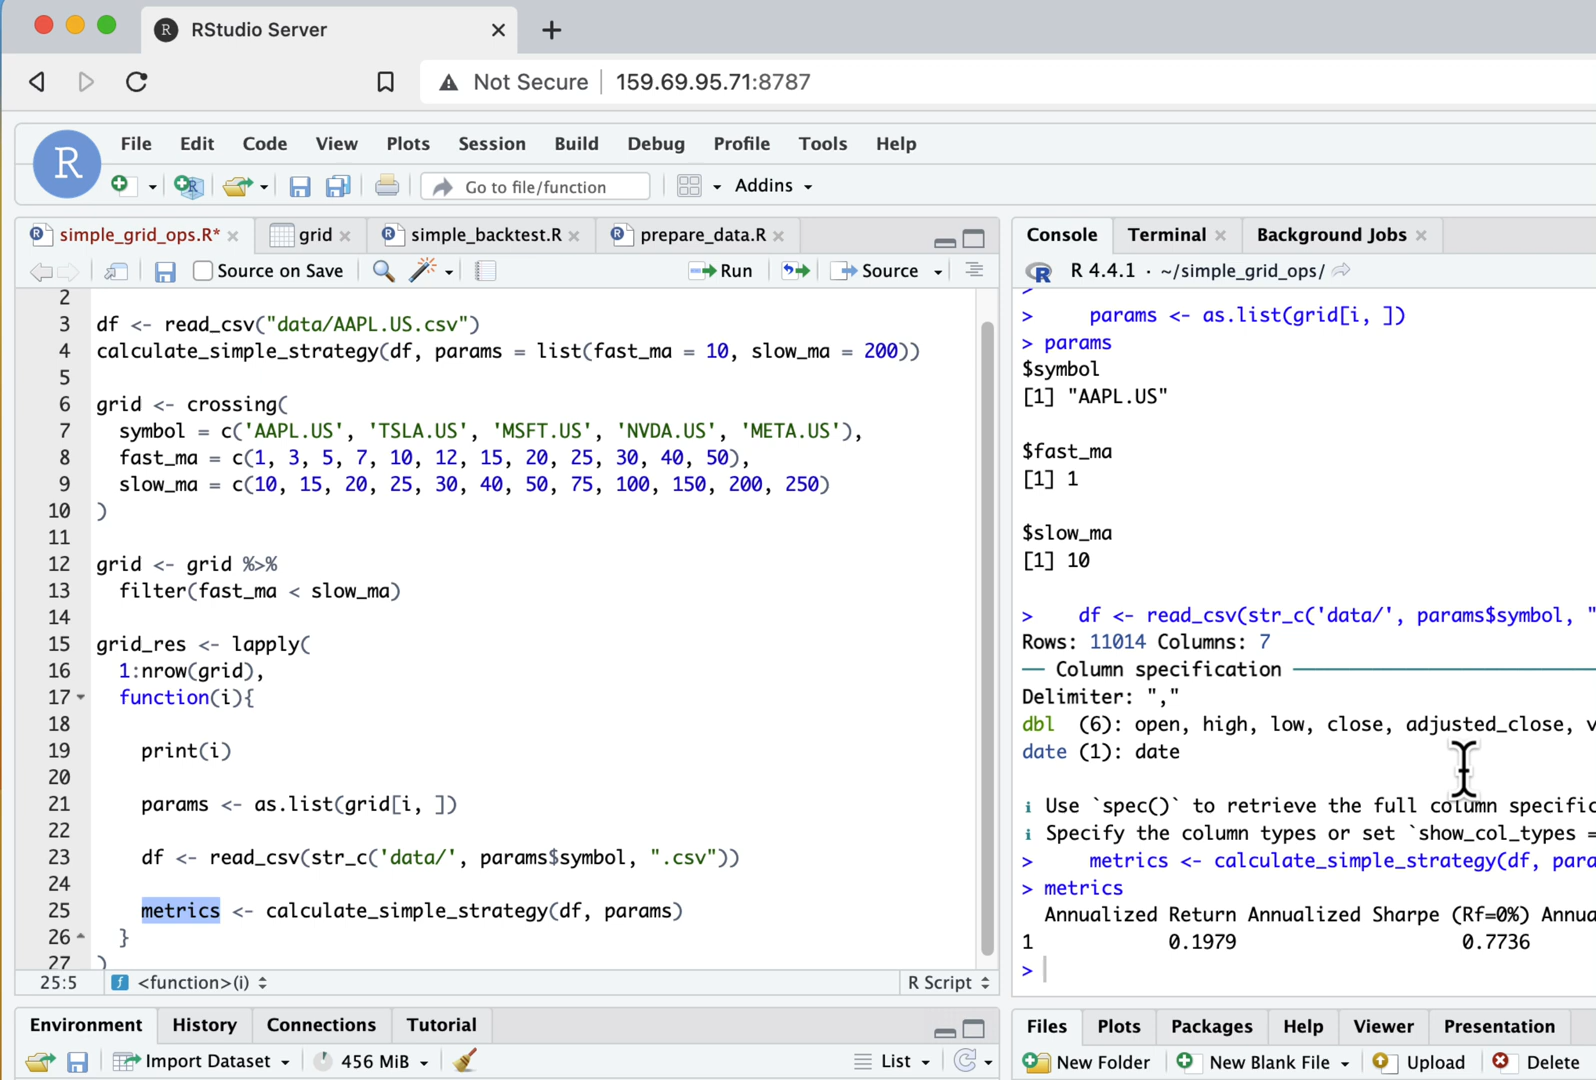 RStudio Server
Not Secure
159.69.95.71:8787
File Edit Code View Plots Session Build Debug Profile Tools Help
Go to file/function
Addins
simple_grid_ops.R*
grid
simple_backtest.R
prepare_data.R
Source on Save
Run
Source
2
3 df <- read_csv("data/AAPL.US.csv")
4 calculate_simple_strategy(df, params = list(fast_ma = 10, slow_ma = 200))
5
6 grid <- crossing(
7 symbol = c('AAPL.US', 'TSLA.US', 'MSFT.US', 'NVDA.US', 'META.US'),
8 fast_ma = c(1, 3, 5, 7, 10, 12, 15, 20, 25, 30, 40, 50),
9 slow_ma = c(10, 15, 20, 25, 30, 40, 50, 75, 100, 150, 200, 250)
10 )
11
12 grid <- grid %>%
13 filter(fast_ma < slow_ma)
14
15 grid_res <- lapply(
16 1:nrow(grid),
17 function(i){
18
19 print(i)
20
21 params <- as.list(grid[i, ])
22
23 df <- read_csv(str_c('data/', params$symbol, ".csv"))
24
25 metrics <- calculate_simple_strategy(df, params)
26 }
27 )
25:5
<function>(i)
R Script
Environment History Connections Tutorial
Import Dataset
456 MiB
List
Console Terminal Background Jobs
R 4.4.1 · ~/simple_grid_ops/
>
> params <- as.list(grid[i, ])
> params
$symbol
[1] "AAPL.US"
$fast_ma
[1] 1
$slow_ma
[1] 10
> df <- read_csv(str_c('data/', params$symbol, "
Rows: 11014 Columns: 7
── Column specification ──
Delimiter: ","
dbl (6): open, high, low, close, adjusted_close, v
date (1): date
ℹ Use `spec()` to retrieve the full column specific
ℹ Specify the column types or set `show_col_types =
> metrics <- calculate_simple_strategy(df, para
> metrics
Annualized Return Annualized Sharpe (Rf=0%) Annua
1 0.1979 0.7736
>
Files Plots Packages Help Viewer Presentation
New Folder New Blank File Upload Delete